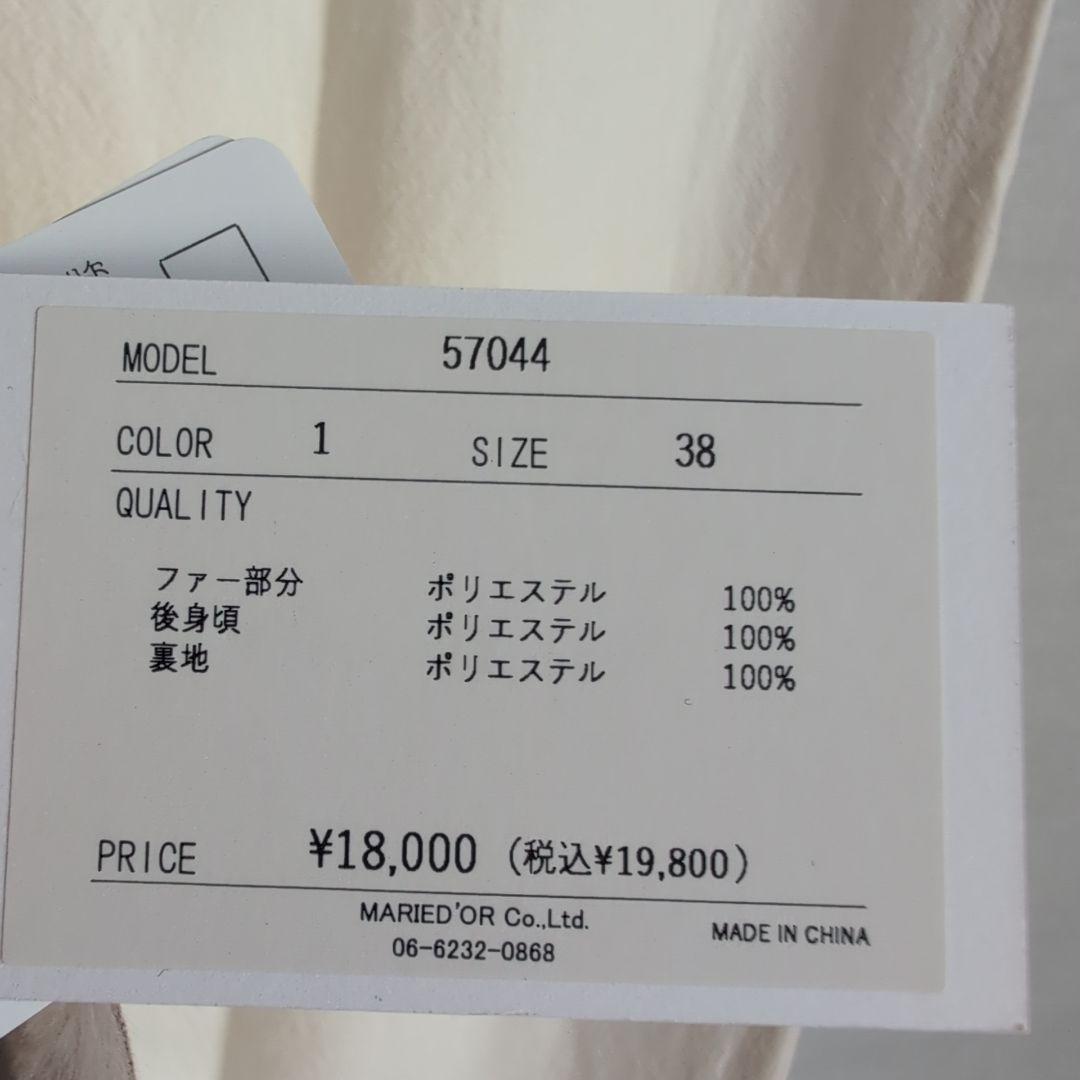 MODEL 57044
COLOR 1 SIZE 38
QUALITY
ファー部分 ポリエステル 100%
後身頃 ポリエステル 100%
裏地 ポリエステル 100%
PRICE ¥18,000 (税込¥19,800)
MARIED'OR Co.,Ltd.
06-6232-0868
MADE IN CHINA